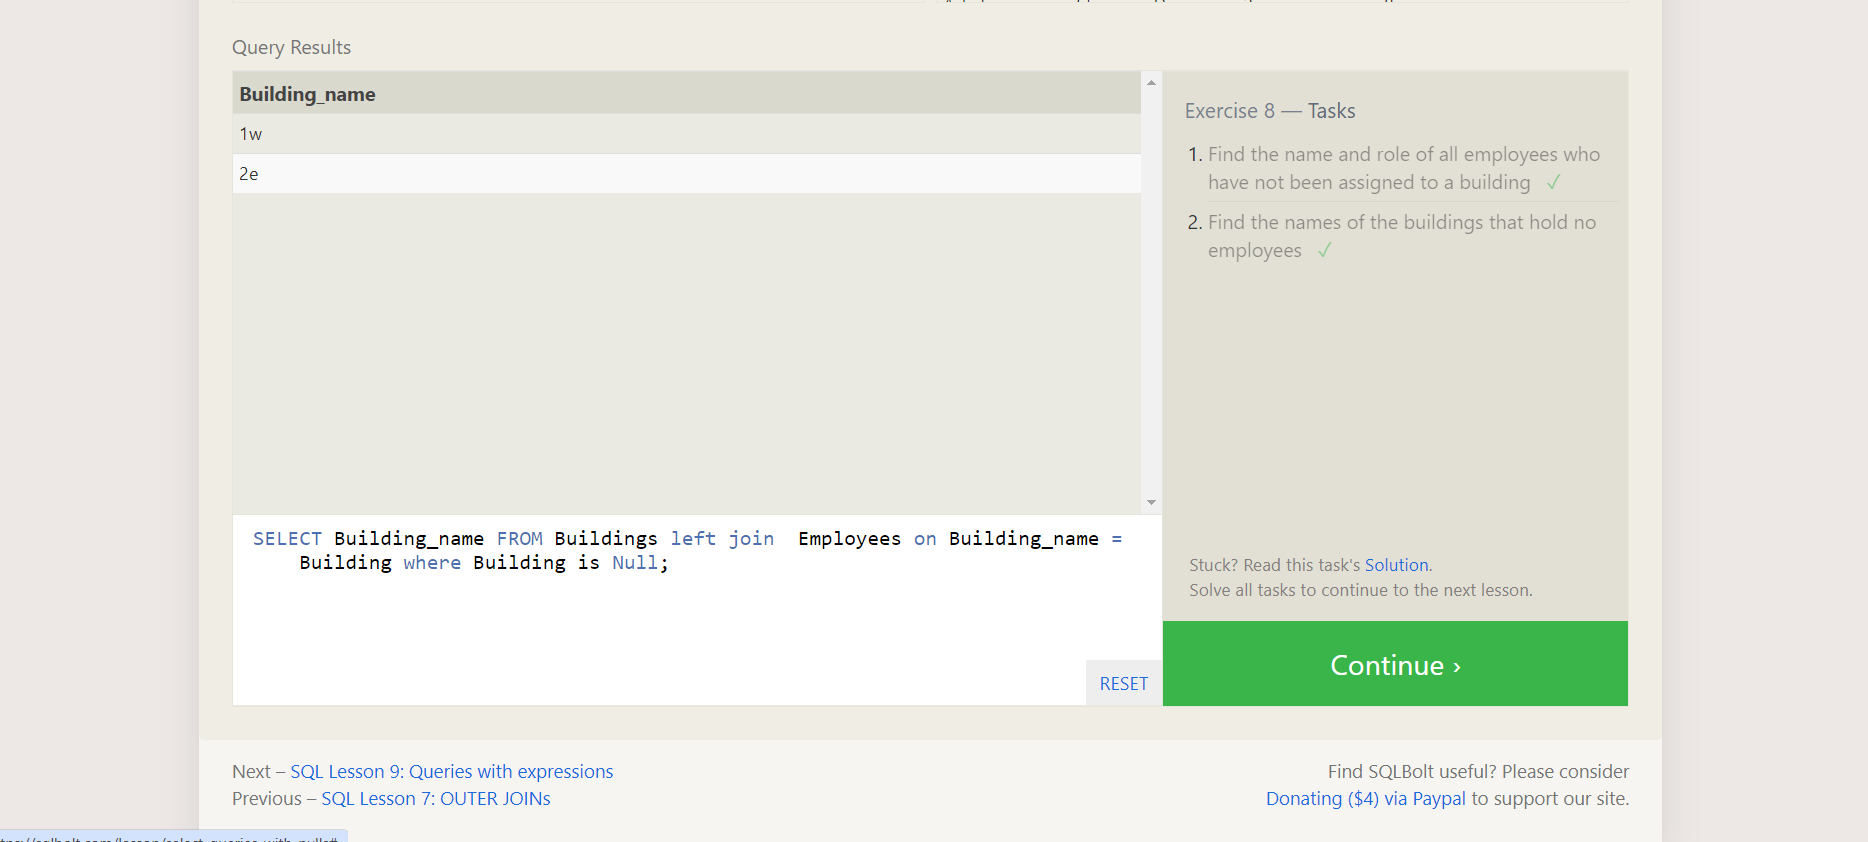 Query Results
Building_name
1w
2e
SELECT Building_name FROM Buildings left join  Employees on Building_name =
Building where Building is Null;
RESET
Exercise 8 — Tasks
1. Find the name and role of all employees who
have not been assigned to a building ✓
2. Find the names of the buildings that hold no
employees ✓
Stuck? Read this task's Solution.
Solve all tasks to continue to the next lesson.
Continue ›
Next – SQL Lesson 9: Queries with expressions
Previous – SQL Lesson 7: OUTER JOINs
Find SQLBolt useful? Please consider
Donating ($4) via Paypal to support our site.